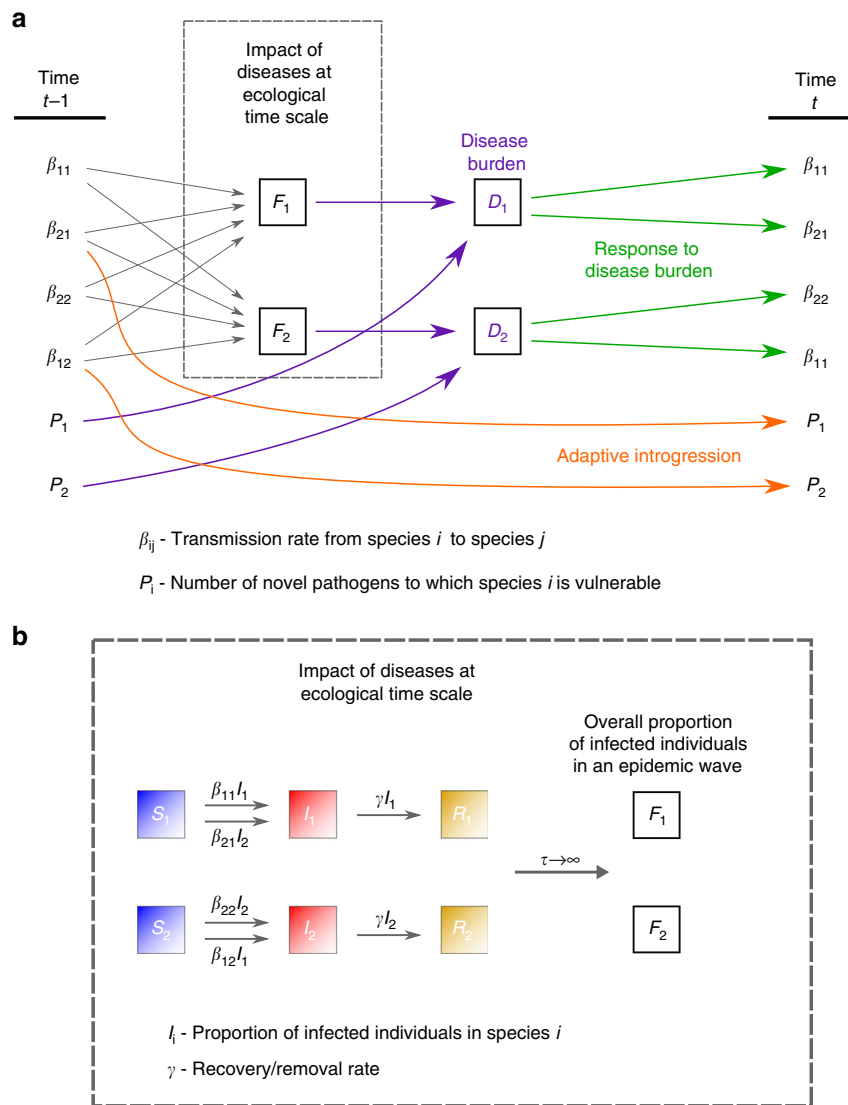 a
Time
t–1
Impact of
diseases at
ecological
time scale
Time
t
Disease
burden
β11
β21
β22
β12
P1
P2
F1
F2
D1
D2
Response to
disease burden
Adaptive introgression
β11
β21
β22
β11
P1
P2
βij - Transmission rate from species i to species j
Pi - Number of novel pathogens to which species i is vulnerable
b
Impact of diseases at
ecological time scale
Overall proportion
of infected individuals
in an epidemic wave
S1
β11I1
β21I2
I1
γI1
R1
F1
τ→∞
S2
β22I2
β12I1
I2
γI2
R2
F2
Ii - Proportion of infected individuals in species i
γ - Recovery/removal rate